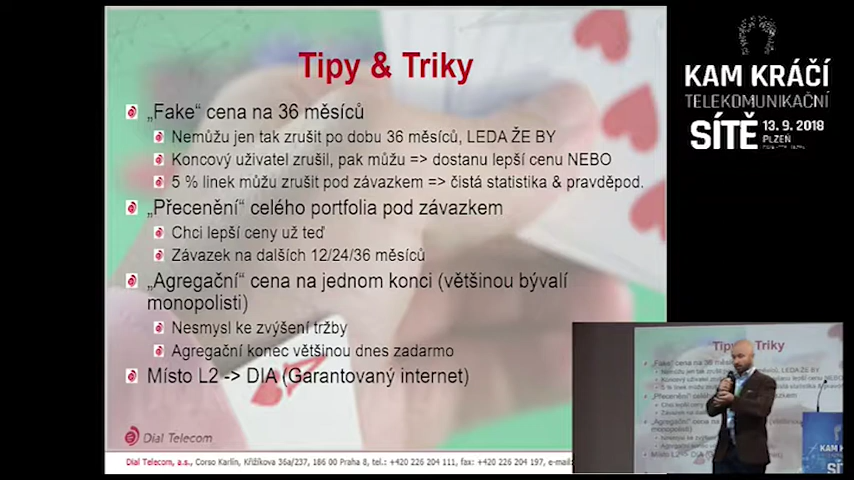 Tipy & Triky
„Fake“ cena na 36 měsíců
Nemůžu jen tak zrušit po dobu 36 měsíců, LEDA ŽE BY
Koncový uživatel zrušil, pak můžu => dostanu lepší cenu NEBO
5 % linek můžu zrušit pod závazkem => čistá statistika & pravděpod.
„Přecenění“ celého portfolia pod závazkem
Chci lepší ceny už teď
Závazek na dalších 12/24/36 měsíců
„Agregační“ cena na jednom konci (většinou bývalí
monopolisti)
Nesmysl ke zvýšení tržby
Agregační konec většinou dnes zadarmo
Místo L2 -> DIA (Garantovaný internet)
Dial Telecom
Dial Telecom, a.s., Corso Karlín, Křižíkova 36a/237, 186 00 Praha 8, tel.: +420 226 204 111, fax: +420 226 204 197, e-mail:
KAM KRÁČÍ
TELEKOMUNIKAČNÍ
SÍTĚ 13. 9. 2018
PLZEŇ
Tipy Triky
KAM KRÁČÍ
SÍTĚ